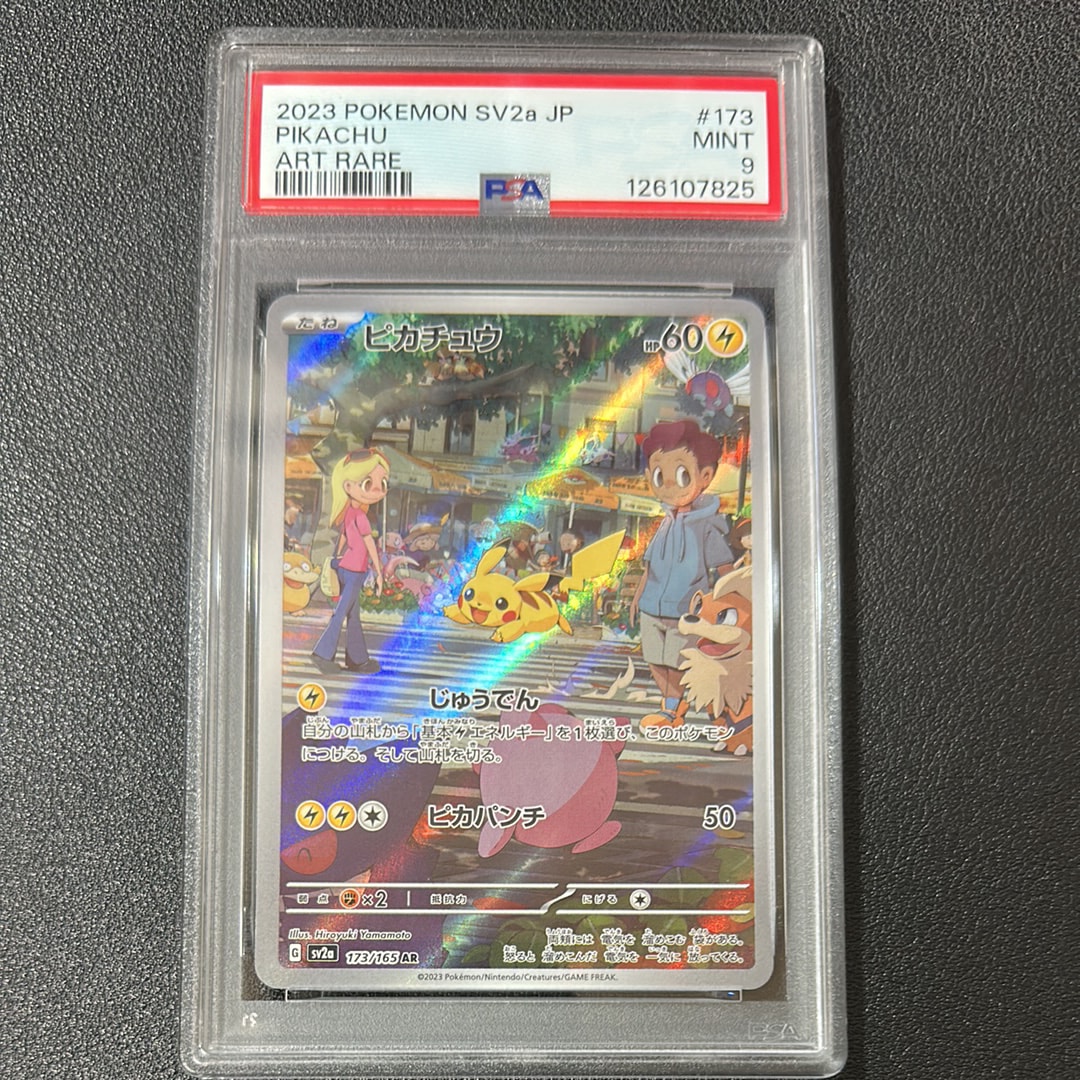 2023 POKEMON SV2a JP #173
PIKACHU MINT
ART RARE 9
PSA 126107825
たね ピカチュウ HP60
じゅうでん
自分の山札から「基本エネルギー」を1枚選び、このポケモン
につける。そして山札を切る。
ピカパンチ 50
弱点 ×2 抵抗力 にげる
Illus. Hiroyuki Yamamoto
両頬には 電気を 溜めこむ 袋がある。
怒ると 溜めこんだ 電気を 一気に 放ってくる。
G sv2a 173/165 AR
©2023 Pokémon/Nintendo/Creatures/GAME FREAK.
PSA